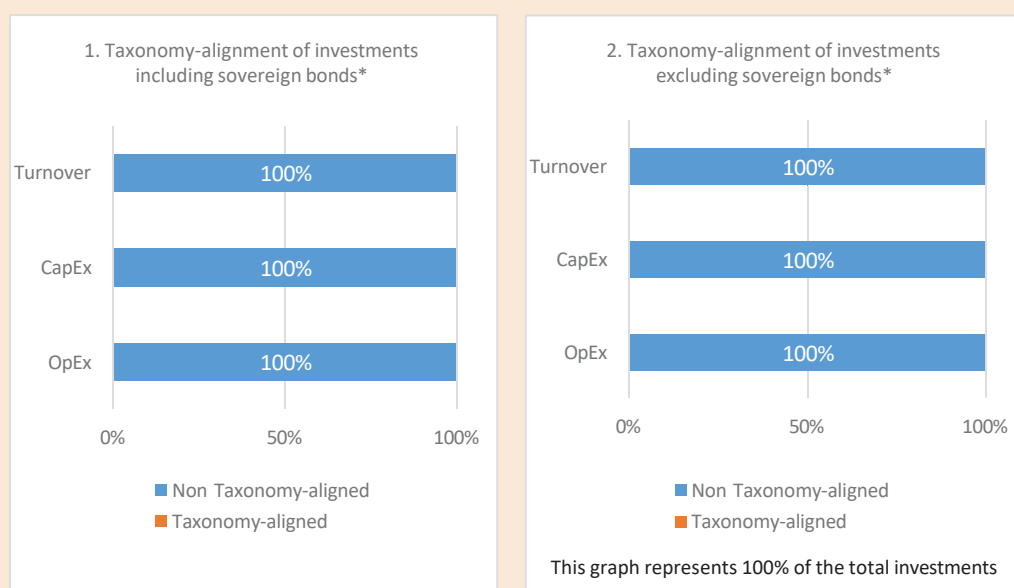 1. Taxonomy-alignment of investments
including sovereign bonds*
Turnover
100%
CapEx
100%
OpEx
100%
0%
50%
100%
Non Taxonomy-aligned
Taxonomy-aligned
2. Taxonomy-alignment of investments
excluding sovereign bonds*
Turnover
100%
CapEx
100%
OpEx
100%
0%
50%
100%
Non Taxonomy-aligned
Taxonomy-aligned
This graph represents 100% of the total investments